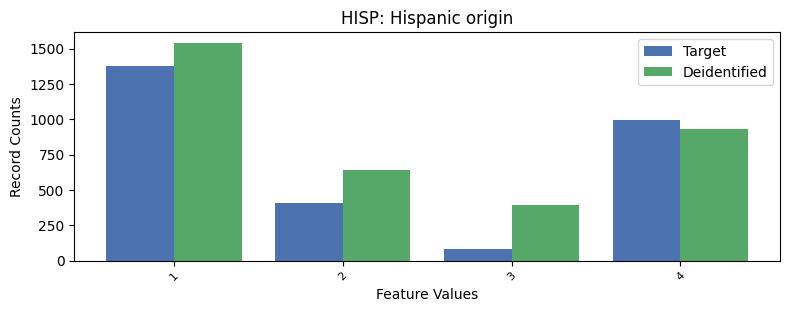 HISP: Hispanic origin
Target
Deidentified
Record Counts
1500
1250
1000
750
500
250
0
1
2
3
4
Feature Values